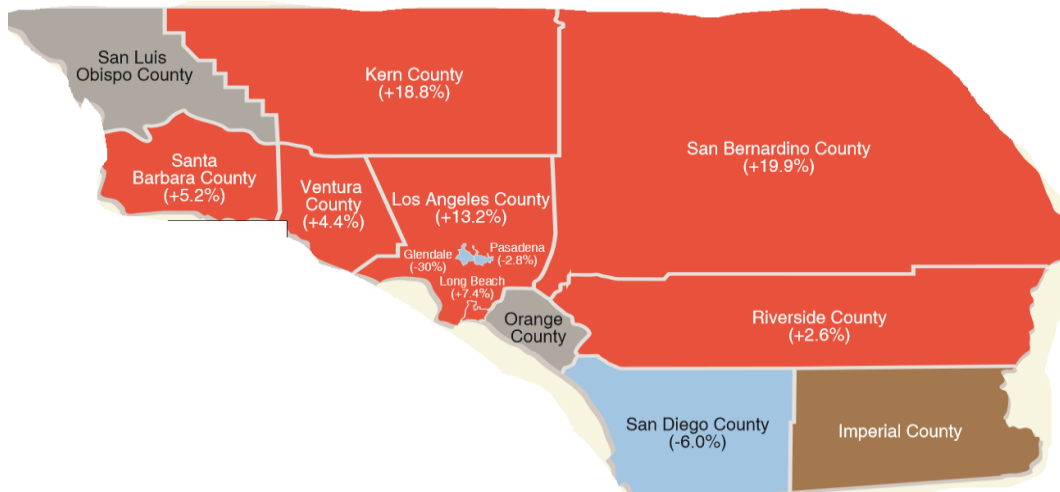 San Luis
Obispo County
Kern County
(+18.8%)
San Bernardino County
(+19.9%)
Santa
Barbara County
(+5.2%)
Ventura
County
(+4.4%)
Los Angeles County
(+13.2%)
Glendale
(-30%)
Pasadena
(-2.8%)
Long Beach
(+7.4%)
Orange
County
Riverside County
(+2.6%)
San Diego County
(-6.0%)
Imperial County